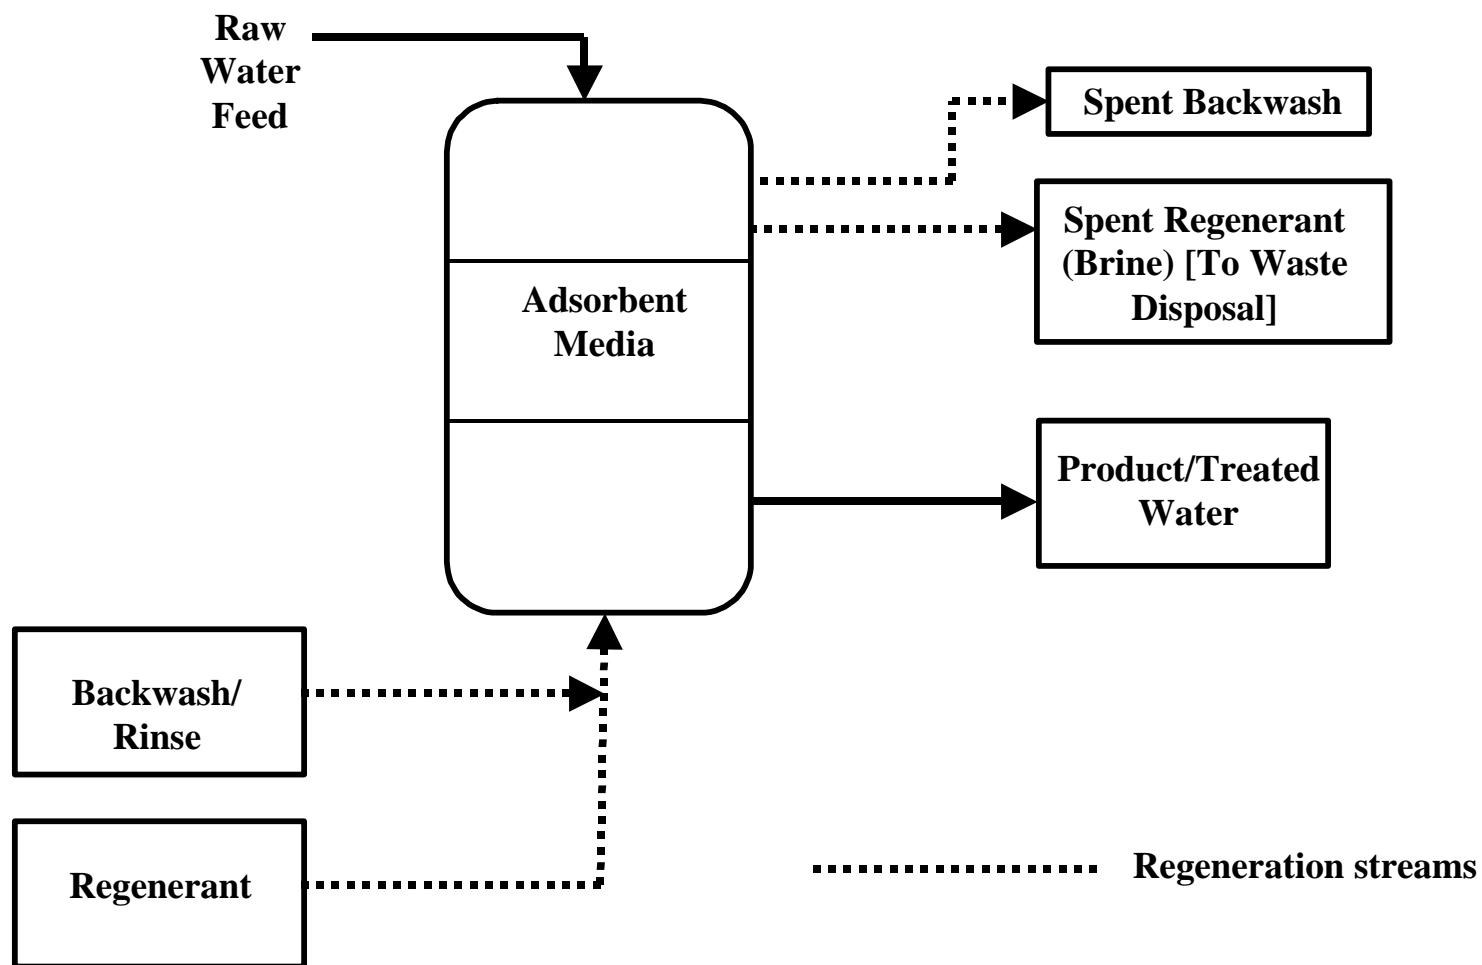 Raw
Water
Feed
Spent Backwash
Spent Regenerant
(Brine) [To Waste
Disposal]
Adsorbent
Media
Product/Treated
Water
Backwash/
Rinse
Regenerant
Regeneration streams